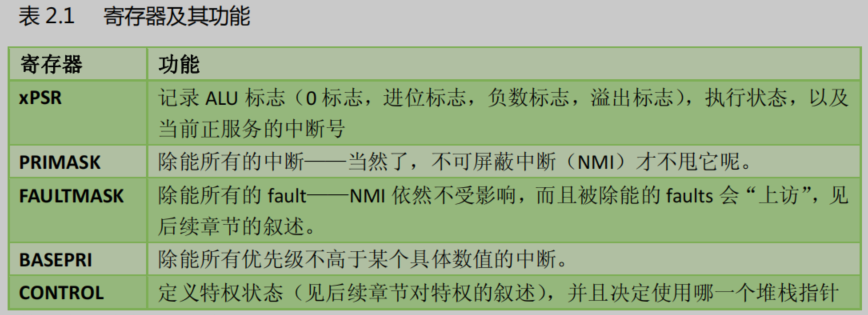 表 2.1 寄存器及其功能
寄存器 功能
xPSR 记录 ALU 标志（0 标志，进位标志，负数标志，溢出标志），执行状态，以及
当前正服务的中断号
PRIMASK 除能所有的中断——当然了，不可屏蔽中断（NMI）才不甩它呢。
FAULTMASK 除能所有的 fault——NMI 依然不受影响，而且被除能的 faults 会“上访”，见
后续章节的叙述。
BASEPRI 除能所有优先级不高于某个具体数值的中断。
CONTROL 定义特权状态（见后续章节对特权的叙述），并且决定使用哪一个堆栈指针